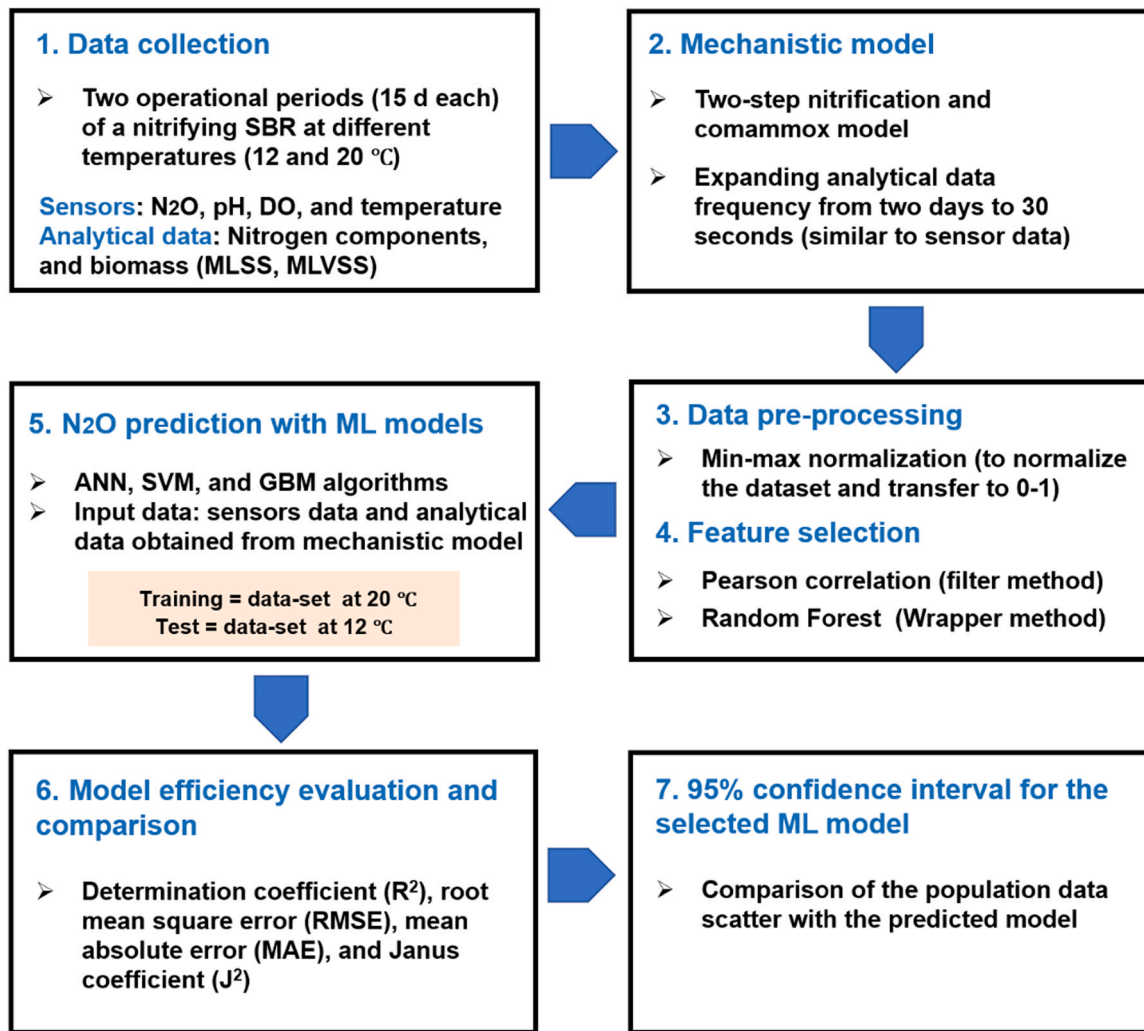 1. Data collection
➢ Two operational periods (15 d each)
of a nitrifying SBR at different
temperatures (12 and 20 ℃)
Sensors: N2O, pH, DO, and temperature
Analytical data: Nitrogen components,
and biomass (MLSS, MLVSS)
2. Mechanistic model
➢ Two-step nitrification and
comammox model
➢ Expanding analytical data
frequency from two days to 30
seconds (similar to sensor data)
3. Data pre-processing
➢ Min-max normalization (to normalize
the dataset and transfer to 0-1)
4. Feature selection
➢ Pearson correlation (filter method)
➢ Random Forest (Wrapper method)
5. N2O prediction with ML models
➢ ANN, SVM, and GBM algorithms
➢ Input data: sensors data and analytical
data obtained from mechanistic model
Training = data-set at 20 ℃
Test = data-set at 12 ℃
6. Model efficiency evaluation and
comparison
➢ Determination coefficient (R²), root
mean square error (RMSE), mean
absolute error (MAE), and Janus
coefficient (J²)
7. 95% confidence interval for the
selected ML model
➢ Comparison of the population data
scatter with the predicted model